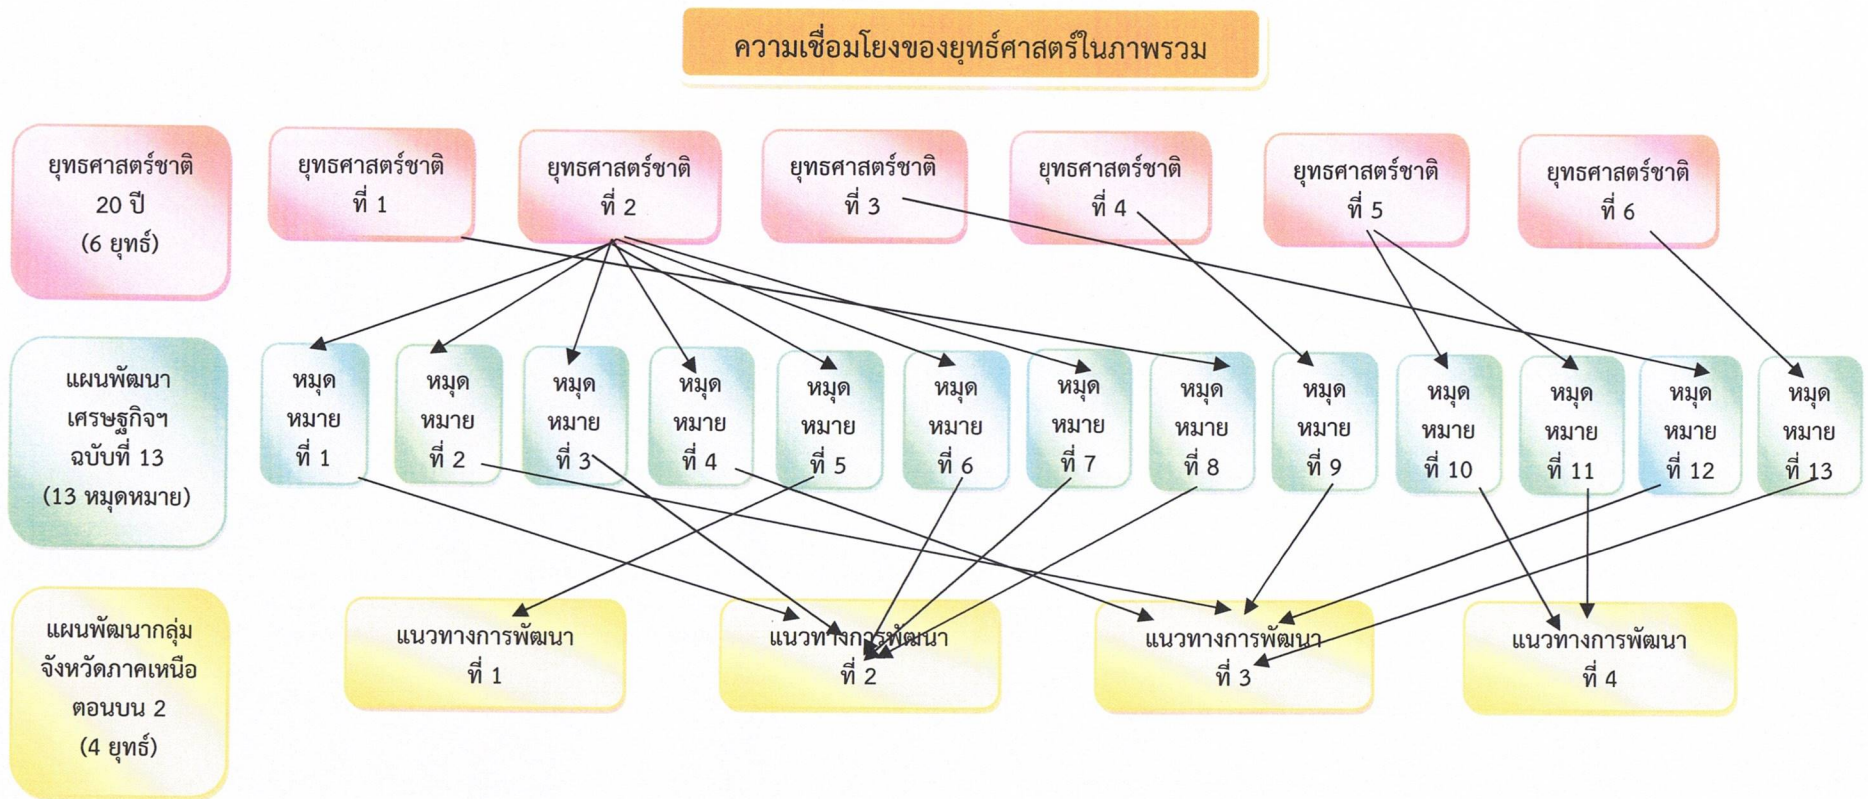 ความเชื่อมโยงของยุทธ์ศาสตร์ในภาพรวม
ยุทธศาสตร์ชาติ
20 ปี
(6 ยุทธ์)
ยุทธศาสตร์ชาติ
ที่ 1
ยุทธศาสตร์ชาติ
ที่ 2
ยุทธศาสตร์ชาติ
ที่ 3
ยุทธศาสตร์ชาติ
ที่ 4
ยุทธศาสตร์ชาติ
ที่ 5
ยุทธศาสตร์ชาติ
ที่ 6
แผนพัฒนา
เศรษฐกิจฯ
ฉบับที่ 13
(13 หมุดหมาย)
หมุด
หมาย
ที่ 1
หมุด
หมาย
ที่ 2
หมุด
หมาย
ที่ 3
หมุด
หมาย
ที่ 4
หมุด
หมาย
ที่ 5
หมุด
หมาย
ที่ 6
หมุด
หมาย
ที่ 7
หมุด
หมาย
ที่ 8
หมุด
หมาย
ที่ 9
หมุด
หมาย
ที่ 10
หมุด
หมาย
ที่ 11
หมุด
หมาย
ที่ 12
หมุด
หมาย
ที่ 13
แผนพัฒนากลุ่ม
จังหวัดภาคเหนือ
ตอนบน 2
(4 ยุทธ์)
แนวทางการพัฒนา
ที่ 1
แนวทางการพัฒนา
ที่ 2
แนวทางการพัฒนา
ที่ 3
แนวทางการพัฒนา
ที่ 4